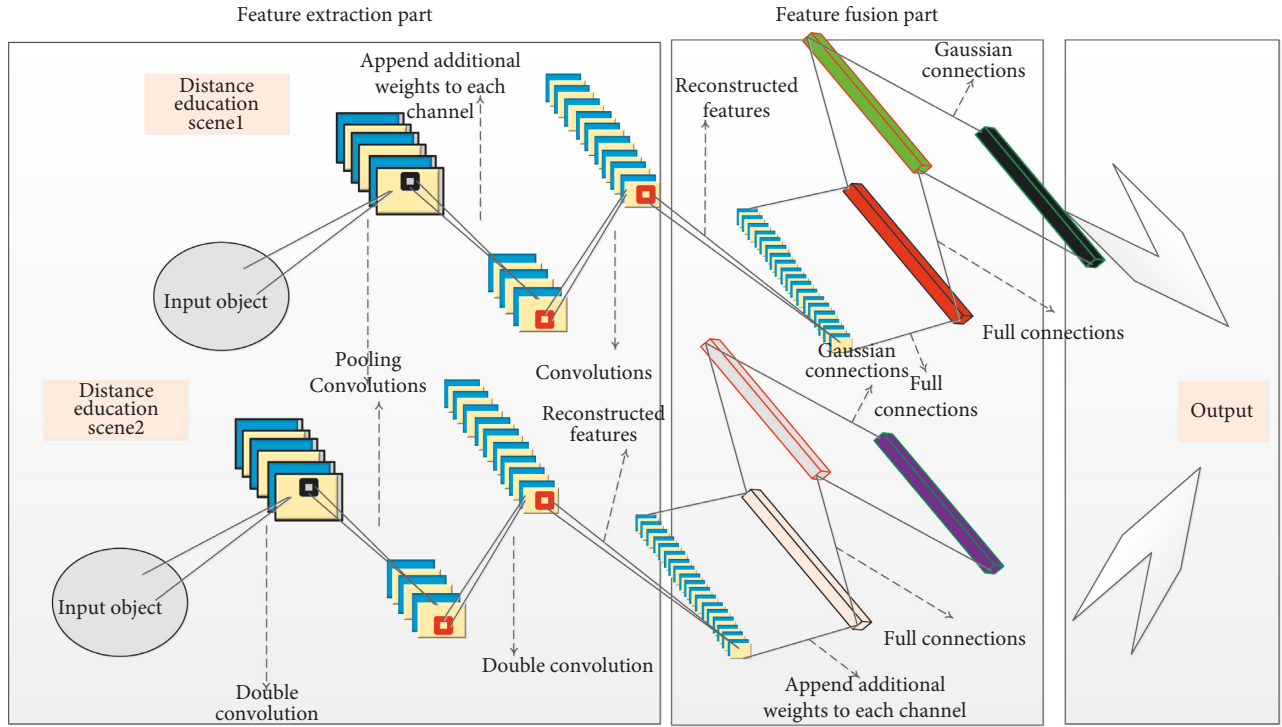 Feature extraction part
Feature fusion part
Distance
education
scene1
Append additional
weights to each
channel
Reconstructed
features
Gaussian
connections
Input object
Pooling
Convolutions
Convolutions
Full connections
Gaussian
connections
Full
connections
Distance
education
scene2
Reconstructed
features
Output
Input object
Double convolution
Full connections
Double
convolution
Append additional
weights to each channel